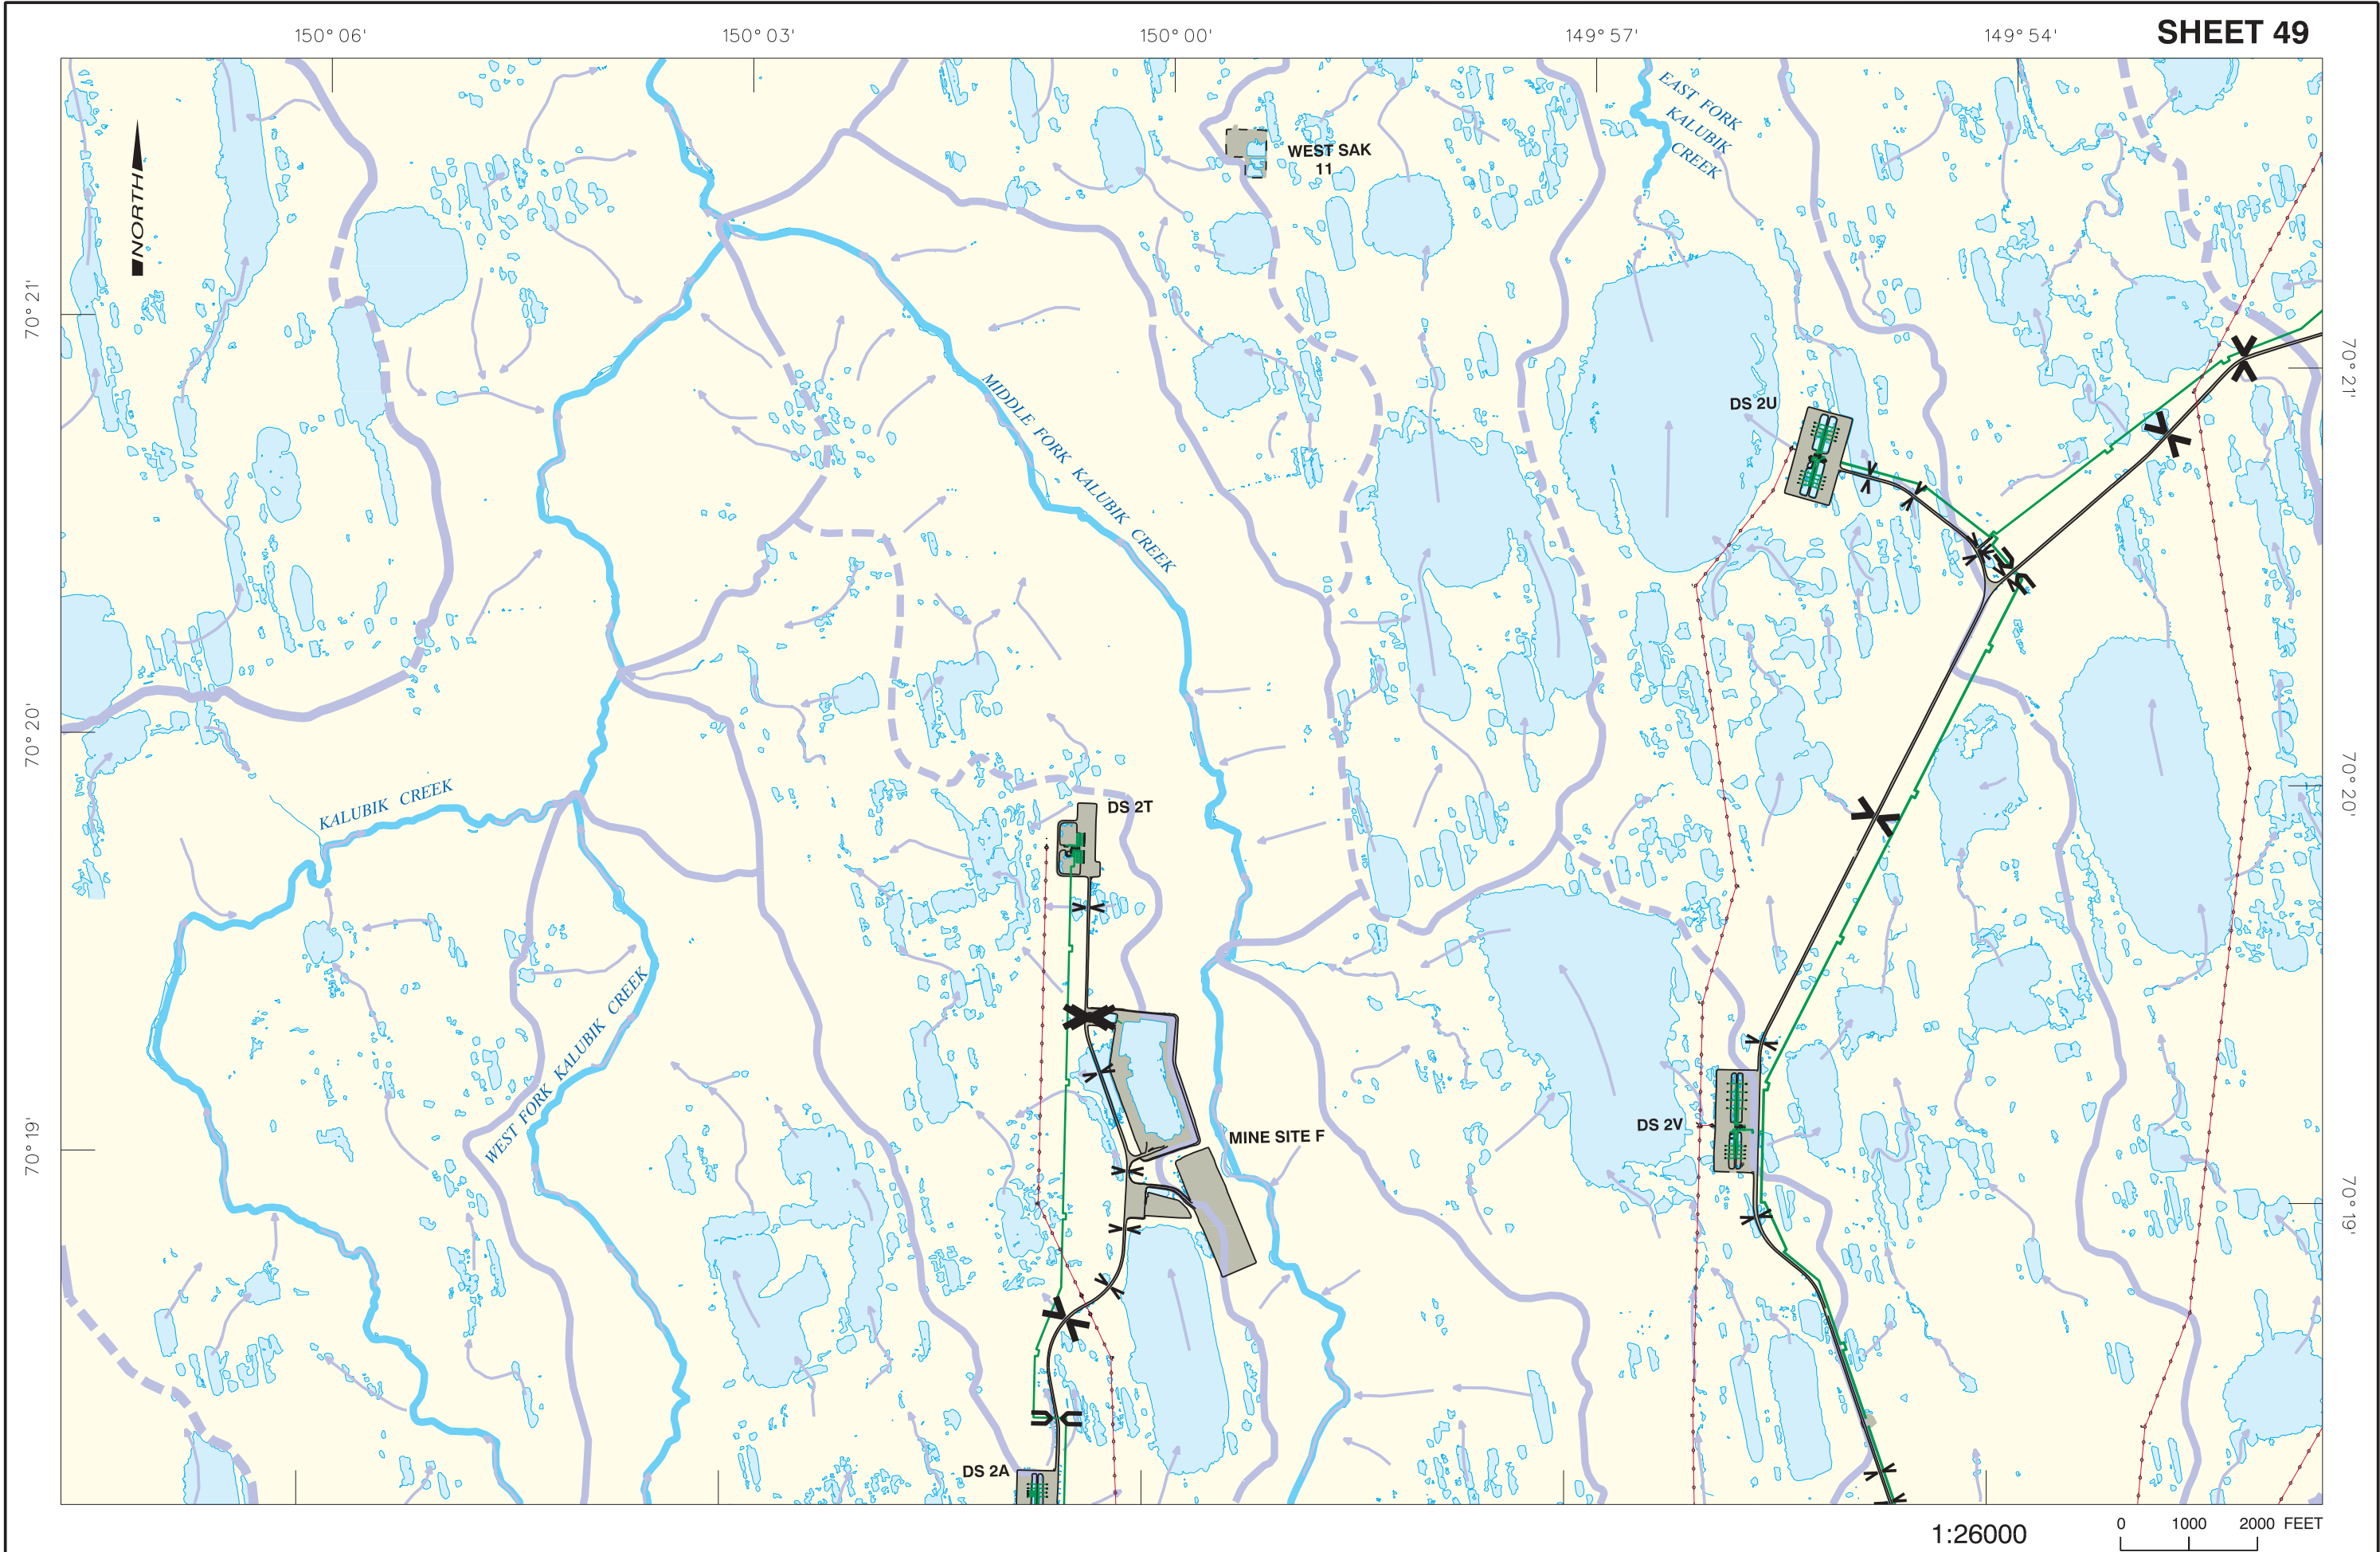 SHEET 49
150° 06'
150° 03'
150° 00'
149° 57'
149° 54'
NORTH
EAST FORK
KALUBIK
CREEK
WEST SAK
11
70° 21'
70° 21'
MIDDLE FORK KALUBIK CREEK
DS 2U
70° 20'
70° 20'
KALUBIK CREEK
DS 2T
WEST FORK KALUBIK CREEK
DS 2V
MINE SITE F
70° 19'
70° 19'
DS 2A
1:26000
0 1000 2000 FEET